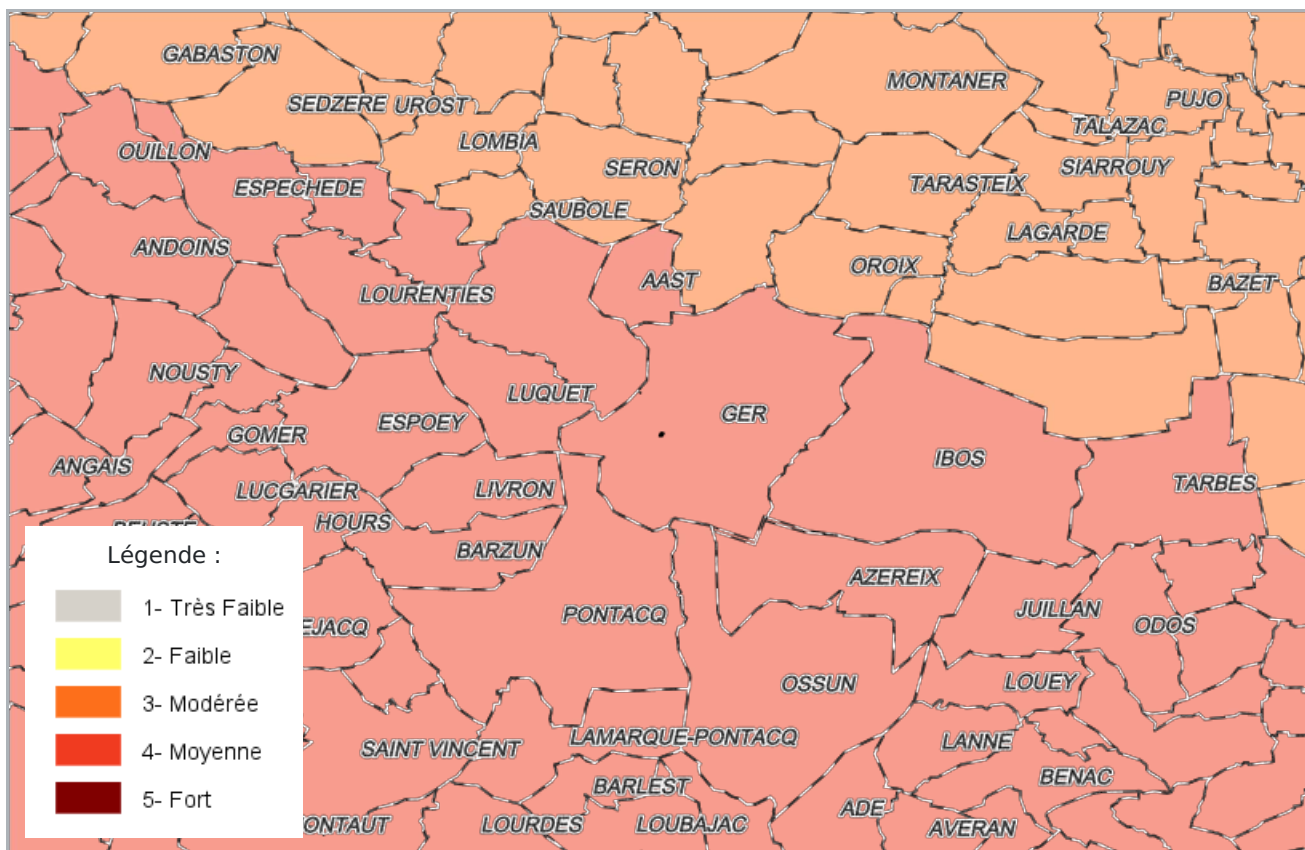 GABASTON
MONTANER
SEDZERE
UROST
PUJO
TALAZAC
LOMBIA
OUILLON
SERON
SIARROUY
ESPECHEDE
TARASTEIX
SAUBOLE
LAGARDE
ANDOINS
OROIX
AAST
BAZET
LOURENTIES
NOUSTY
LUQUET
GER
ESPOEY
GOMER
IBOS
ANGAIS
LUCGARIER
LIVRON
TARBES
HOURS
BARZUN
AZEREIX
JUILLAN
PONTACQ
ODOS
EJACQ
OSSUN
LOUEY
SAINT VINCENT
LAMARQUE-PONTACQ
LANNE
BENAC
BARLEST
ADE
ONTAUT
LOURDES
LOUBAJAC
AVERAN
Légende :
1- Très Faible
2- Faible
3- Modérée
4- Moyenne
5- Fort